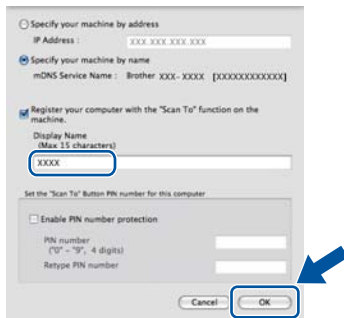 Specify your machine by address
IP Address : XXX.XXX.XXX.XXX
Specify your machine by name
mDNS Service Name : Brother XXX-XXXX [XXXXXXXXXXXX]
Register your computer with the "Scan To" function on the
machine.
Display Name
(Max 15 characters)
XXXX
Set the "Scan To" Button PIN number for this computer
Enable PIN number protection
PIN number
("0" - "9", 4 digits)
Retype PIN number
Cancel OK